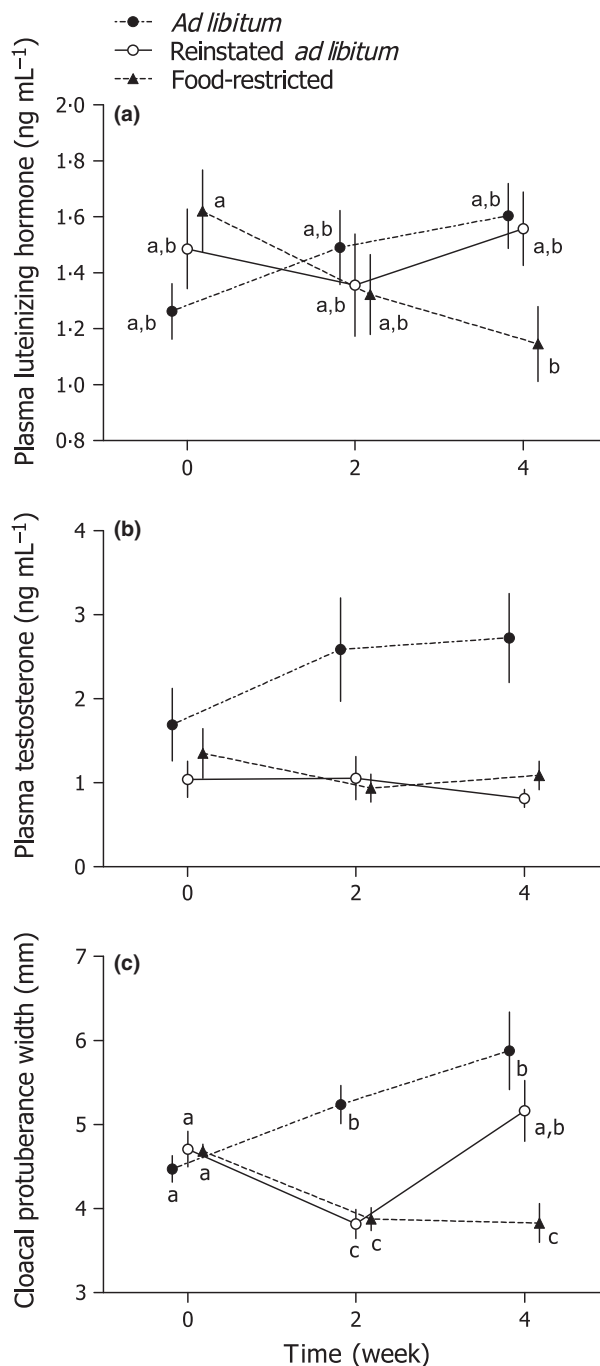 Ad libitum
Reinstated ad libitum
Food-restricted
Plasma luteinizing hormone (ng mL−1)
(a)
2·0
1·8
1·6
1·4
1·2
1·0
0·8
a,b
a,b
a
a,b
a,b
a,b
a,b
a,b
b
0
2
4
Plasma testosterone (ng mL−1)
(b)
4
3
2
1
0
0
2
4
Cloacal protuberance width (mm)
(c)
7
6
5
4
3
a
a
a
b
c
c
b
a,b
c
0
2
4
Time (week)